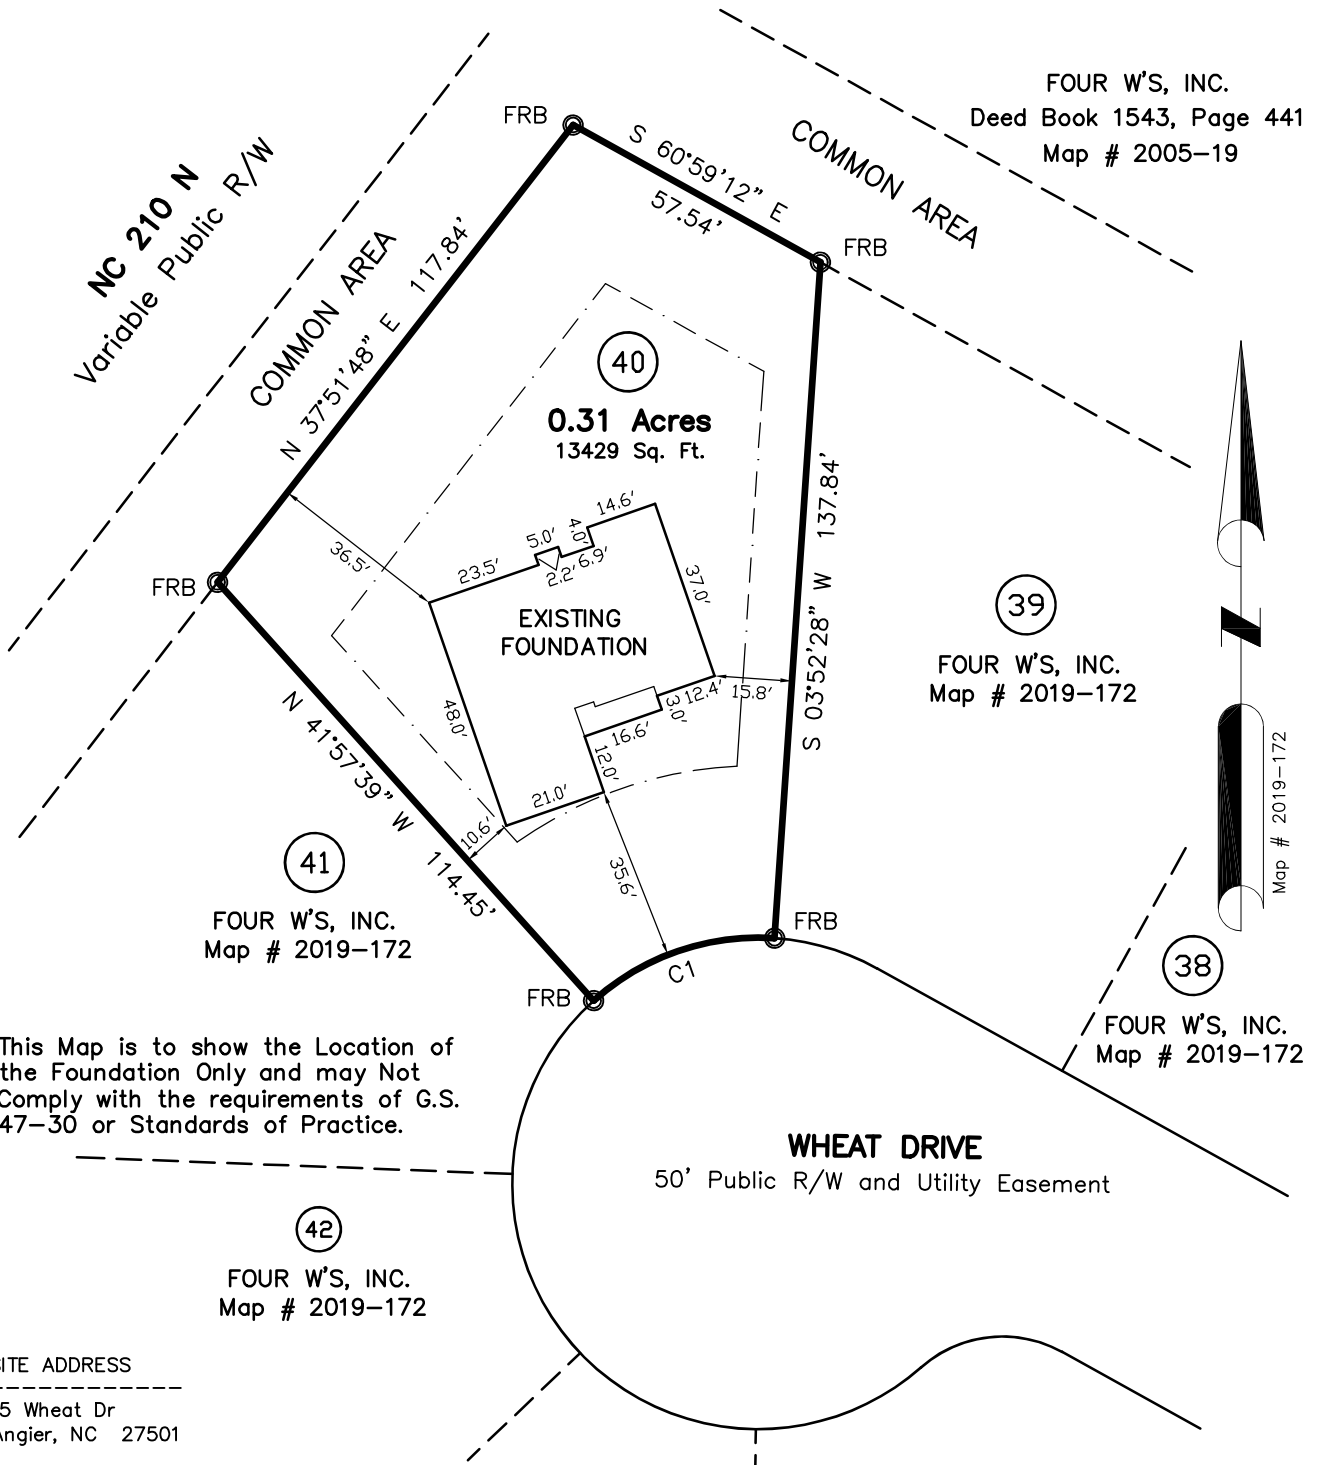 FOUR W'S, INC.
Deed Book 1543, Page 441
Map # 2005-19
COMMON AREA
FRB
S 60°59'12" E
57.54'
FRB
NC 210 N
Variable Public R/W
COMMON AREA
N 37°51'48" E 117.84'
40
0.31 Acres
13429 Sq. Ft.
S 03°52'28" W 137.84'
36.5'
23.5'
5.0'
4.0'
14.6'
2.2'
6.9'
37.0'
EXISTING
FOUNDATION
48.0'
12.4'
15.8'
3.0'
16.6'
12.0'
21.0'
10.6'
35.6'
FRB
N 41°57'39" W 114.45'
39
FOUR W'S, INC.
Map # 2019-172
N
Map # 2019-172
41
FOUR W'S, INC.
Map # 2019-172
FRB
C1
FRB
38
FOUR W'S, INC.
Map # 2019-172
This Map is to show the Location of
the Foundation Only and may Not
Comply with the requirements of G.S.
47-30 or Standards of Practice.
WHEAT DRIVE
50' Public R/W and Utility Easement
42
FOUR W'S, INC.
Map # 2019-172
ITE ADDRESS
5 Wheat Dr
Angier, NC 27501